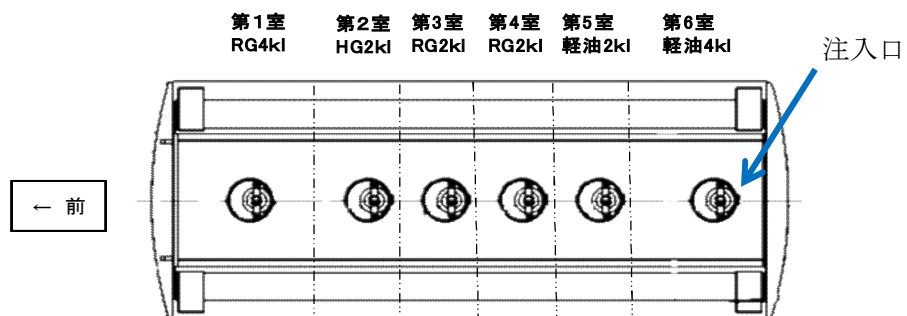 第1室
RG4kl
第2室
HG2kl
第3室
RG2kl
第4室
RG2kl
第5室
軽油2kl
第6室
軽油4kl
注入口
← 前